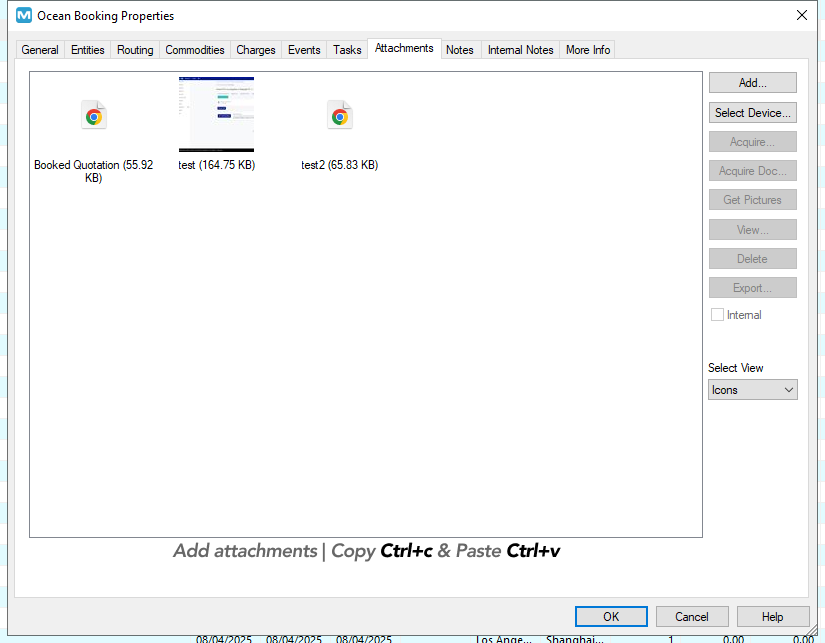 Ocean Booking Properties
General Entities Routing Commodities Charges Events Tasks Attachments Notes Internal Notes More Info
Booked Quotation (55.92
KB)
test (164.75 KB)
test2 (65.83 KB)
Add...
Select Device...
Acquire...
Acquire Doc...
Get Pictures
View...
Delete
Export...
Internal
Select View
Icons
Add attachments | Copy Ctrl+c & Paste Ctrl+v
OK Cancel Help
08/04/2025 08/04/2025 08/04/2025 Los Ange... Shanghai... 1 0.00 0.00